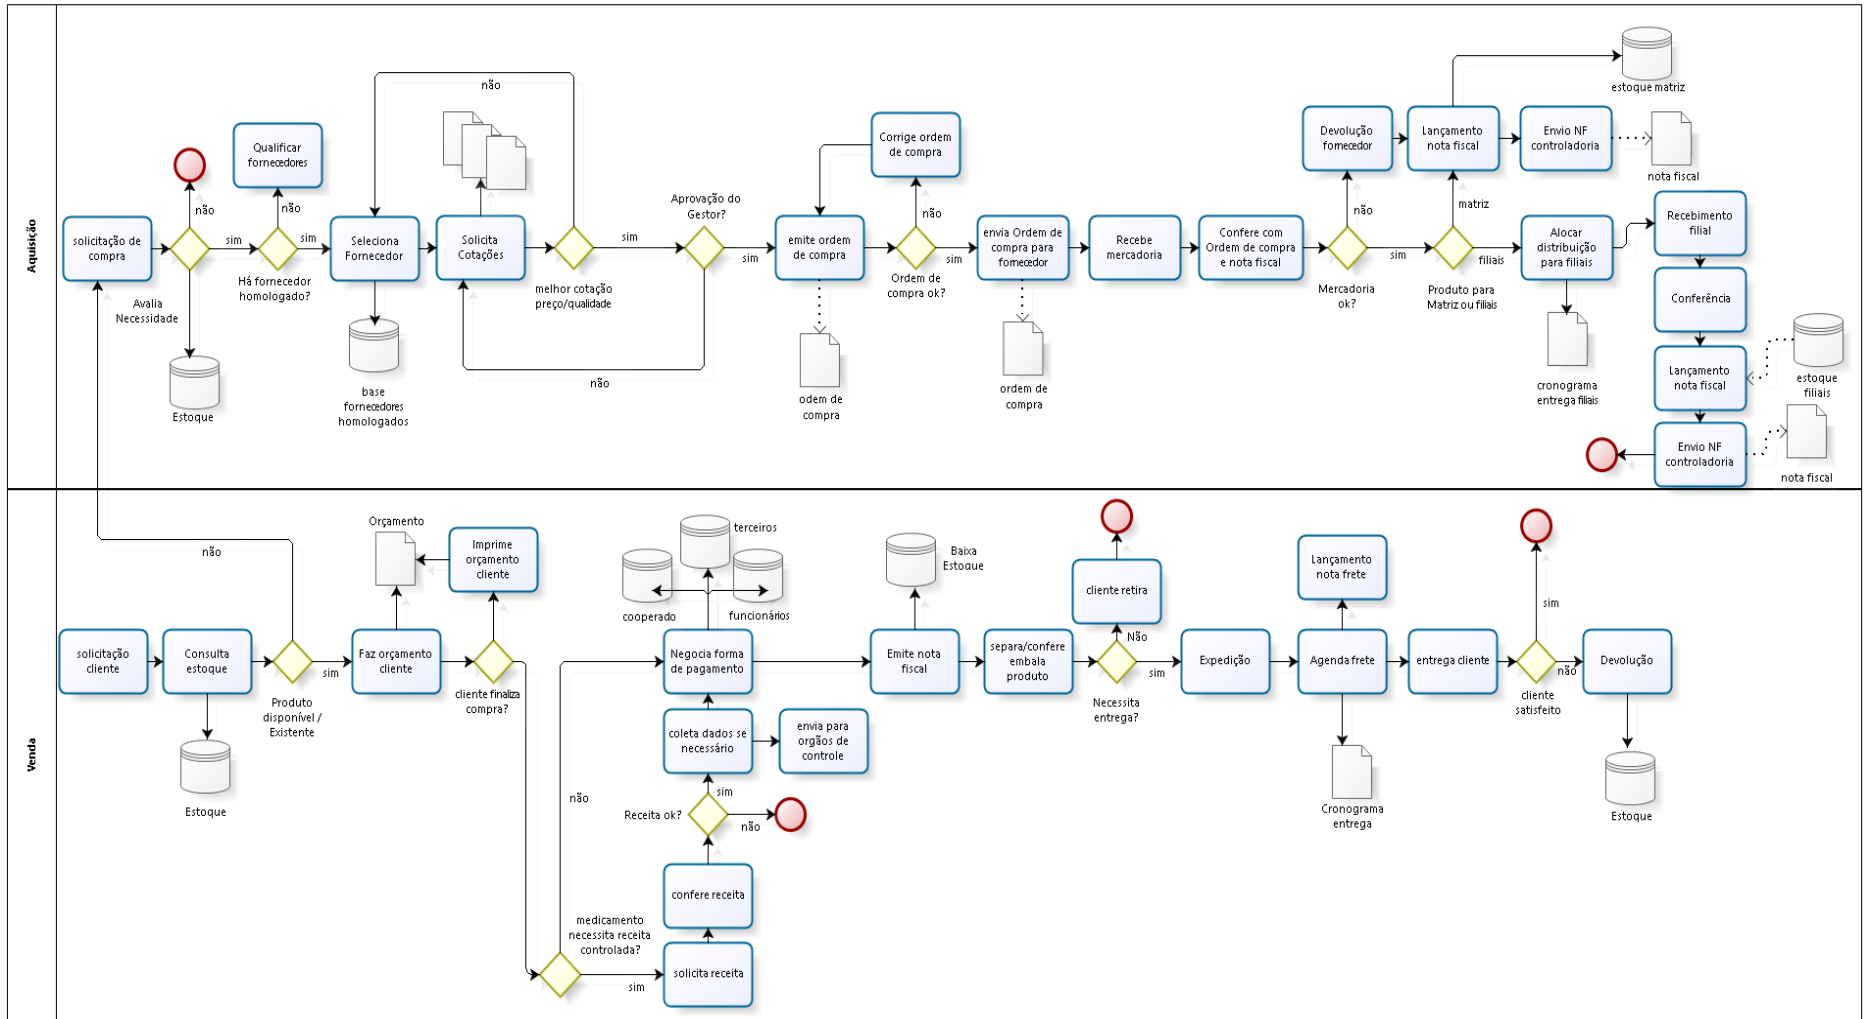 Aquisição
solicitação de
compra
não
sim
Avalia
Necessidade
Estoque
Qualificar
fornecedores
não
sim
Há fornecedor
homologado?
Seleciona
Fornecedor
base
fornecedores
homologados
não
Solicita
Cotações
sim
melhor cotação
preço/qualidade
não
Aprovação do
Gestor?
sim
emite ordem
de compra
odem de
compra
Corrige ordem
de compra
não
sim
Ordem de
compra ok?
envia Ordem de
compra para
fornecedor
ordem de
compra
Recebe
mercadoria
Confere com
Ordem de compra
e nota fiscal
Devolução
fornecedor
não
sim
Mercadoria
ok?
Lançamento
nota fiscal
matriz
filiais
Produto para
Matriz ou filiais
estoque matriz
Envio NF
controladoria
nota fiscal
Alocar
distribuição
para filiais
cronograma
entrega filiais
Recebimento
filial
Conferência
Lançamento
nota fiscal
estoque
filiais
Envio NF
controladoria
nota fiscal
Venda
solicitação
cliente
Consulta
estoque
Estoque
não
sim
Produto
disponível /
Existente
Orçamento
Faz orçamento
cliente
Imprime
orçamento
cliente
cliente finaliza
compra?
não
medicamento
necessita receita
controlada?
sim
solicita receita
confere receita
Receita ok?
não
sim
coleta dados se
necessário
envia para
orgãos de
controle
Negocia forma
de pagamento
cooperado
terceiros
funcionários
Emite nota
fiscal
Baixa
Estoque
separa/confere
embala
produto
cliente retira
Não
sim
Necessita
entrega?
Expedição
Lançamento
nota frete
Agenda frete
Cronograma
entrega
entrega cliente
sim
não
cliente
satisfeito
Devolução
Estoque